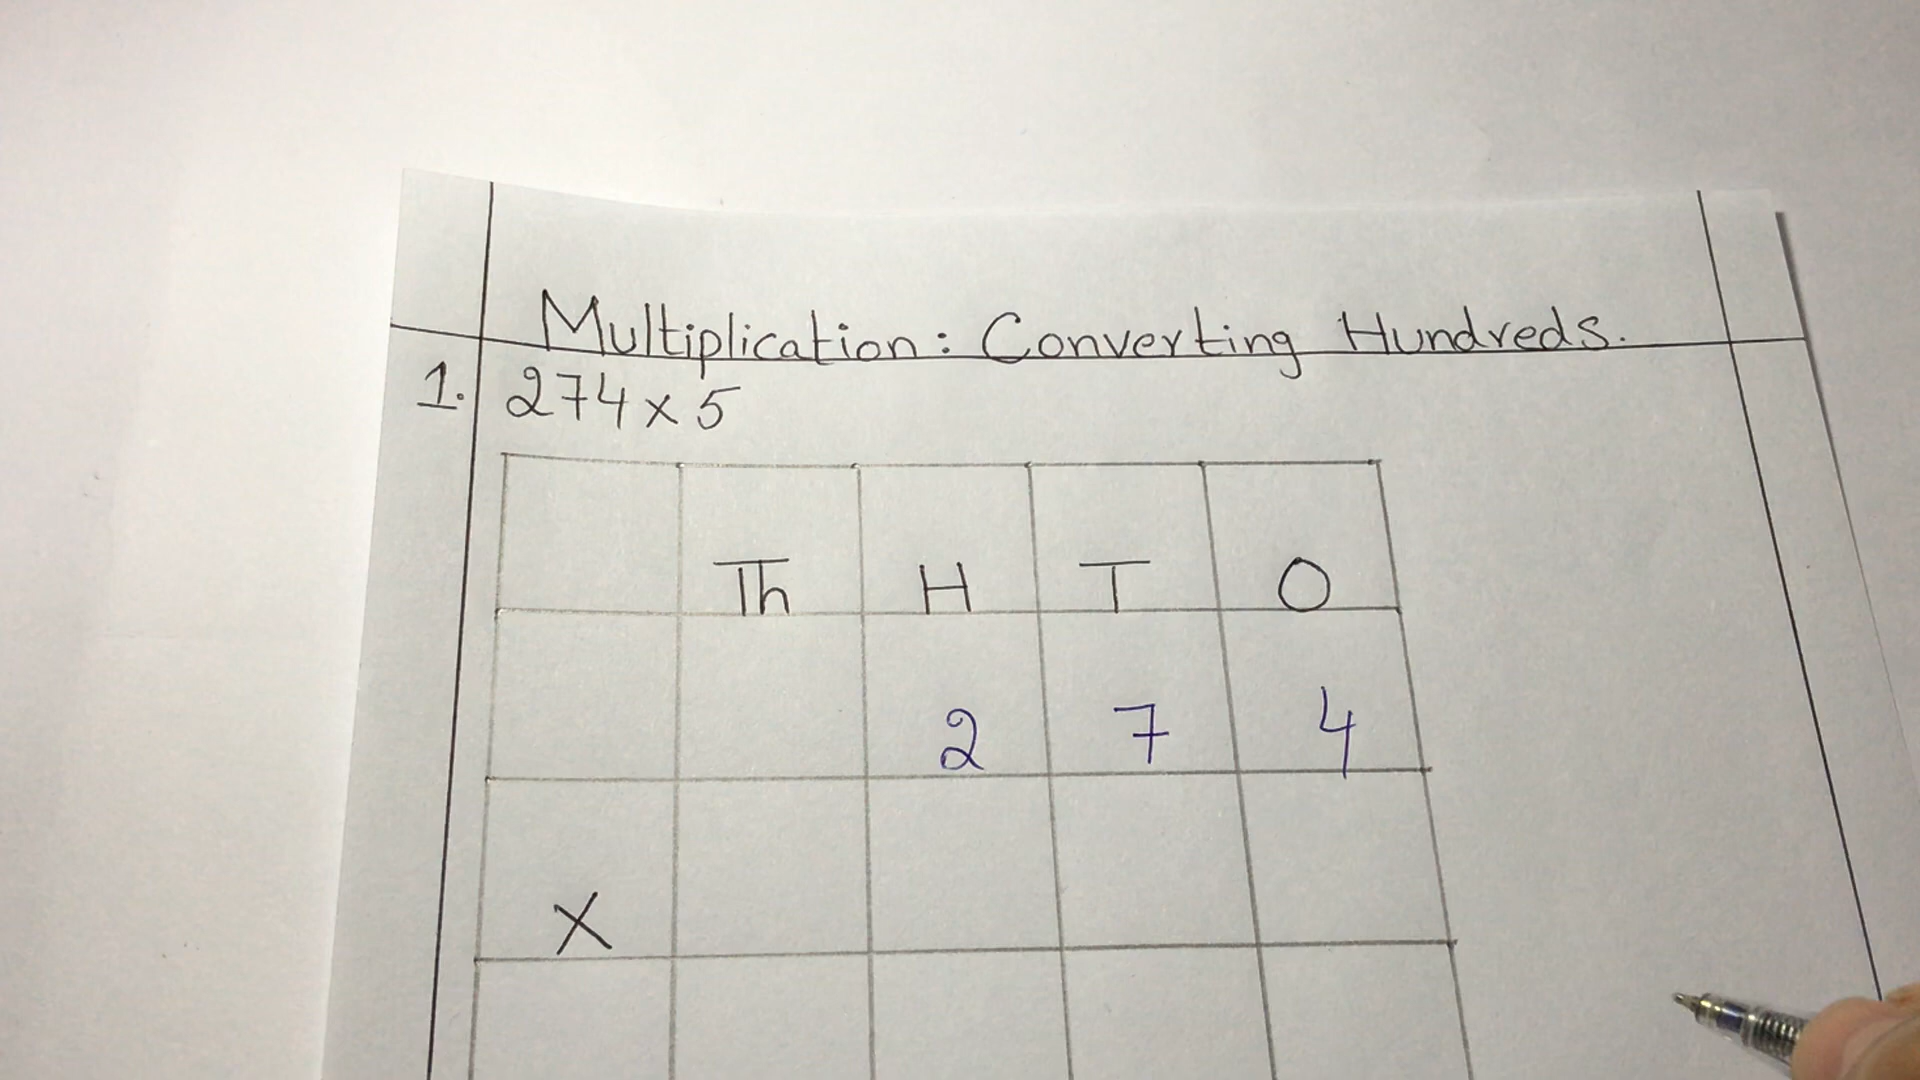 Multiplication: Converting Hundreds.
1. 274 x 5
Th H T O
2 7 4
X